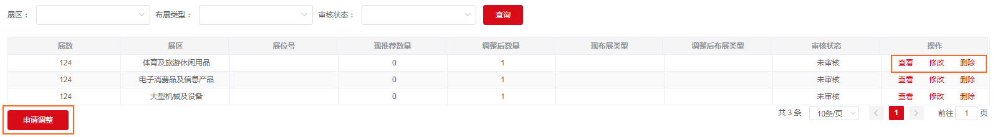 展区： 布展类型： 审核状态： 查询
届数 展区 展位号 现推荐数量 调整后数量 现布展类型 调整后布展类型 审核状态 操作
124 体育及旅游休闲用品 0 1 未审核 查看 修改 删除
124 电子消费品及信息产品 0 1 未审核 查看 修改 删除
124 大型机械及设备 0 1 未审核 查看 修改 删除
申请调整 共 3 条 10条/页 1 前往 1 页